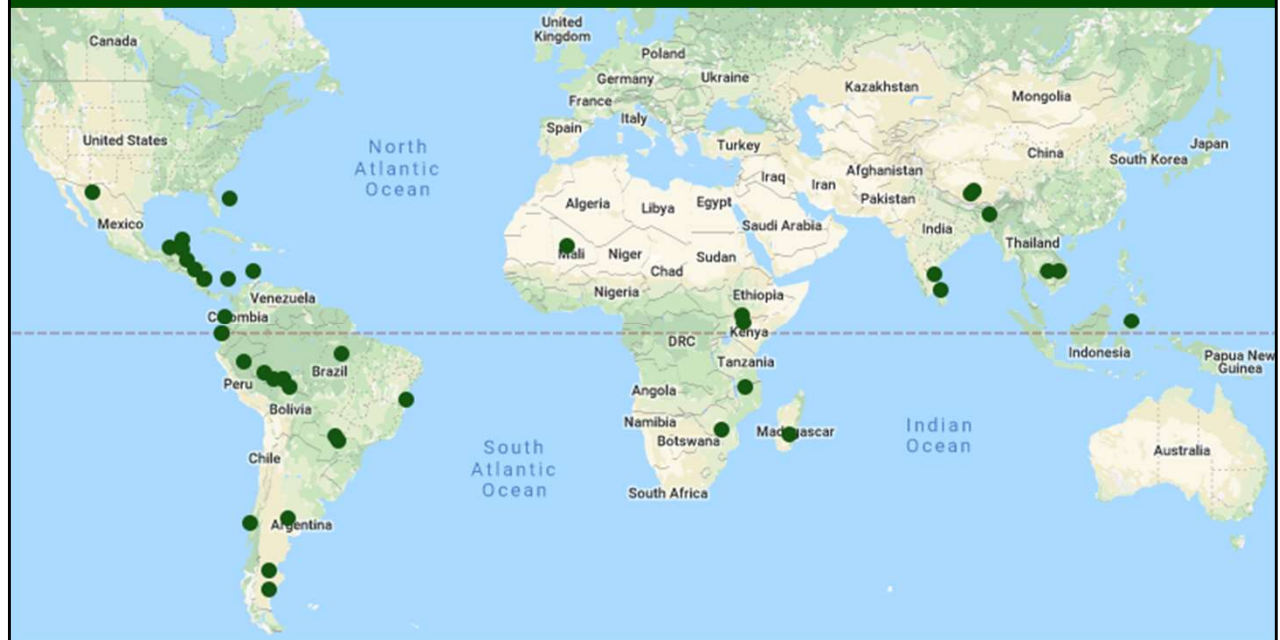 Canada
United States
Mexico
Venezuela
Colombia
Peru
Brazil
Bolivia
Chile
Argentina
North
Atlantic
Ocean
South
Atlantic
Ocean
United
Kingdom
Poland
Germany
Ukraine
France
Italy
Spain
Turkey
Algeria
Libya
Egypt
Iraq
Iran
Saudi Arabia
Mali
Niger
Chad
Sudan
Nigeria
Ethiopia
Kenya
DRC
Tanzania
Angola
Namibia
Botswana
Madagascar
South Africa
Kazakhstan
Mongolia
Afghanistan
Pakistan
China
South Korea
Japan
India
Thailand
Indonesia
Papua New
Guinea
Indian
Ocean
Australia